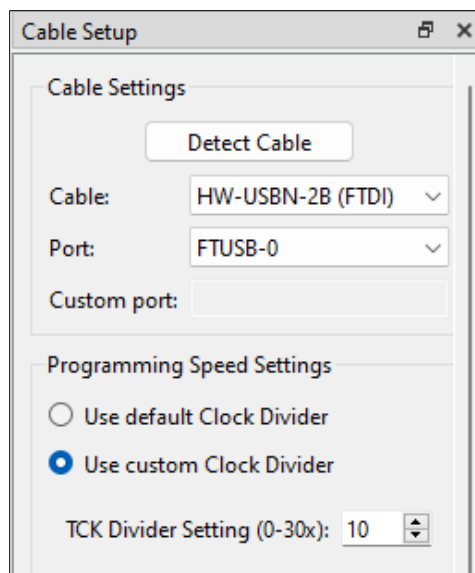 Cable Setup
Cable Settings
Detect Cable
Cable: HW-USBN-2B (FTDI)
Port: FTUSB-0
Custom port:
Programming Speed Settings
Use default Clock Divider
Use custom Clock Divider
TCK Divider Setting (0-30x): 10